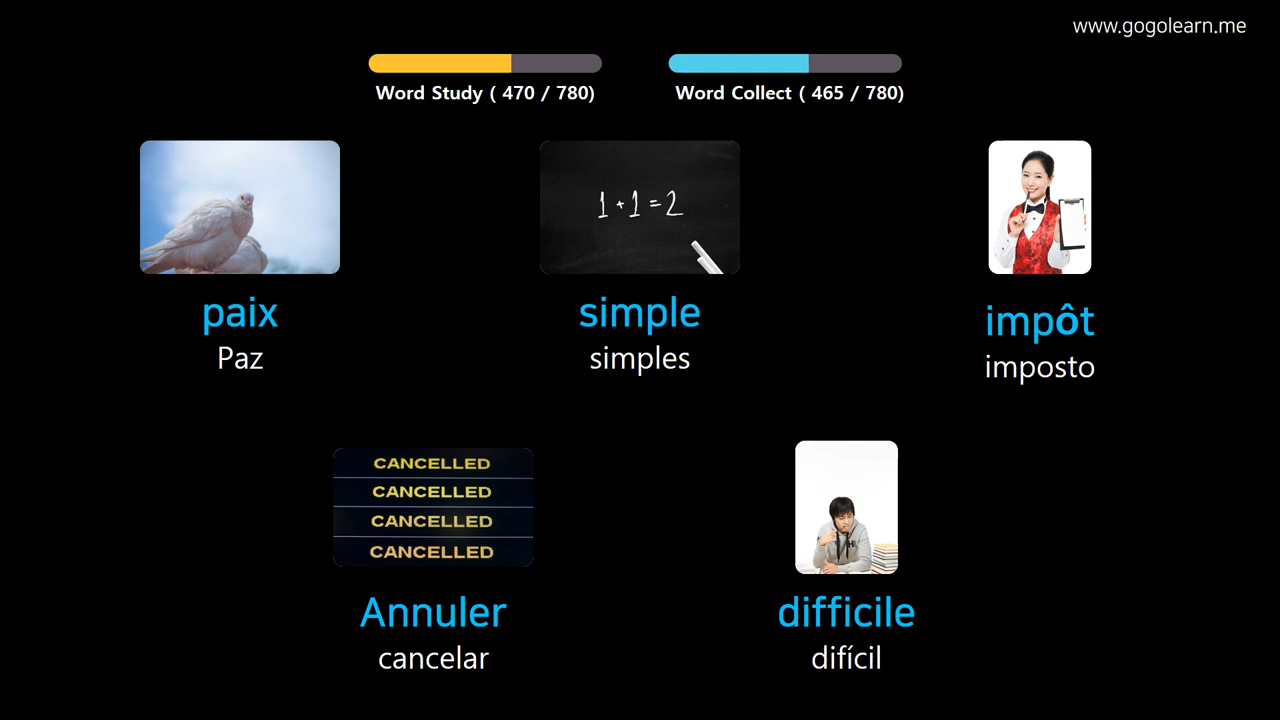 www.gogolearn.me
Word Study ( 470 / 780)
Word Collect ( 465 / 780)
1+1=2
paix
Paz
simple
simples
impôt
imposto
CANCELLED
CANCELLED
CANCELLED
CANCELLED
Annuler
cancelar
difficile
difícil